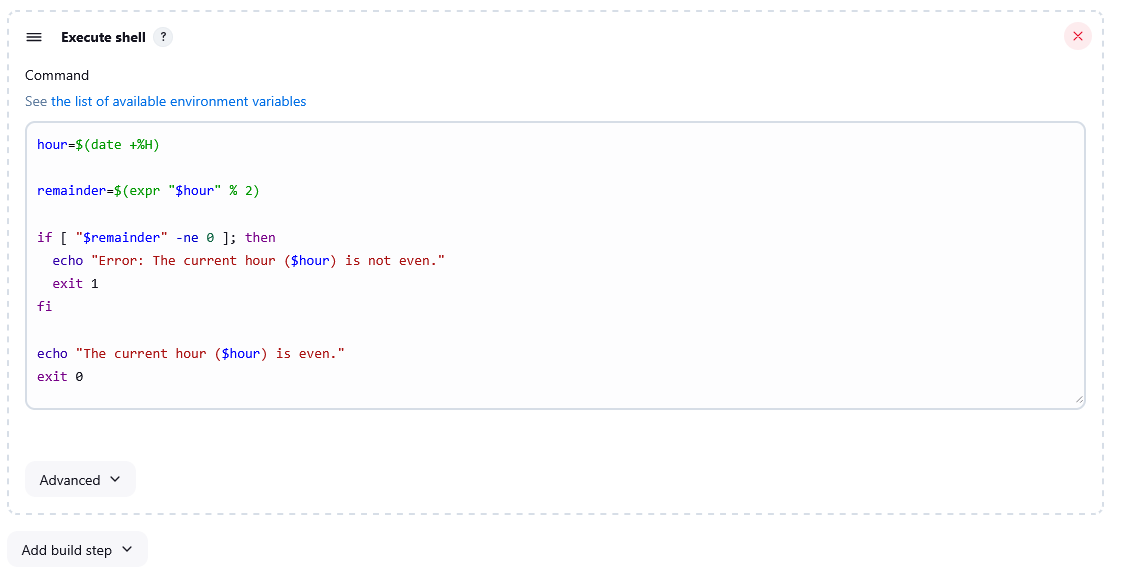 Execute shell ?
Command
See the list of available environment variables
hour=$(date +%H)
remainder=$(expr "$hour" % 2)
if [ "$remainder" -ne 0 ]; then
  echo "Error: The current hour ($hour) is not even."
  exit 1
fi
echo "The current hour ($hour) is even."
exit 0
Advanced
Add build step